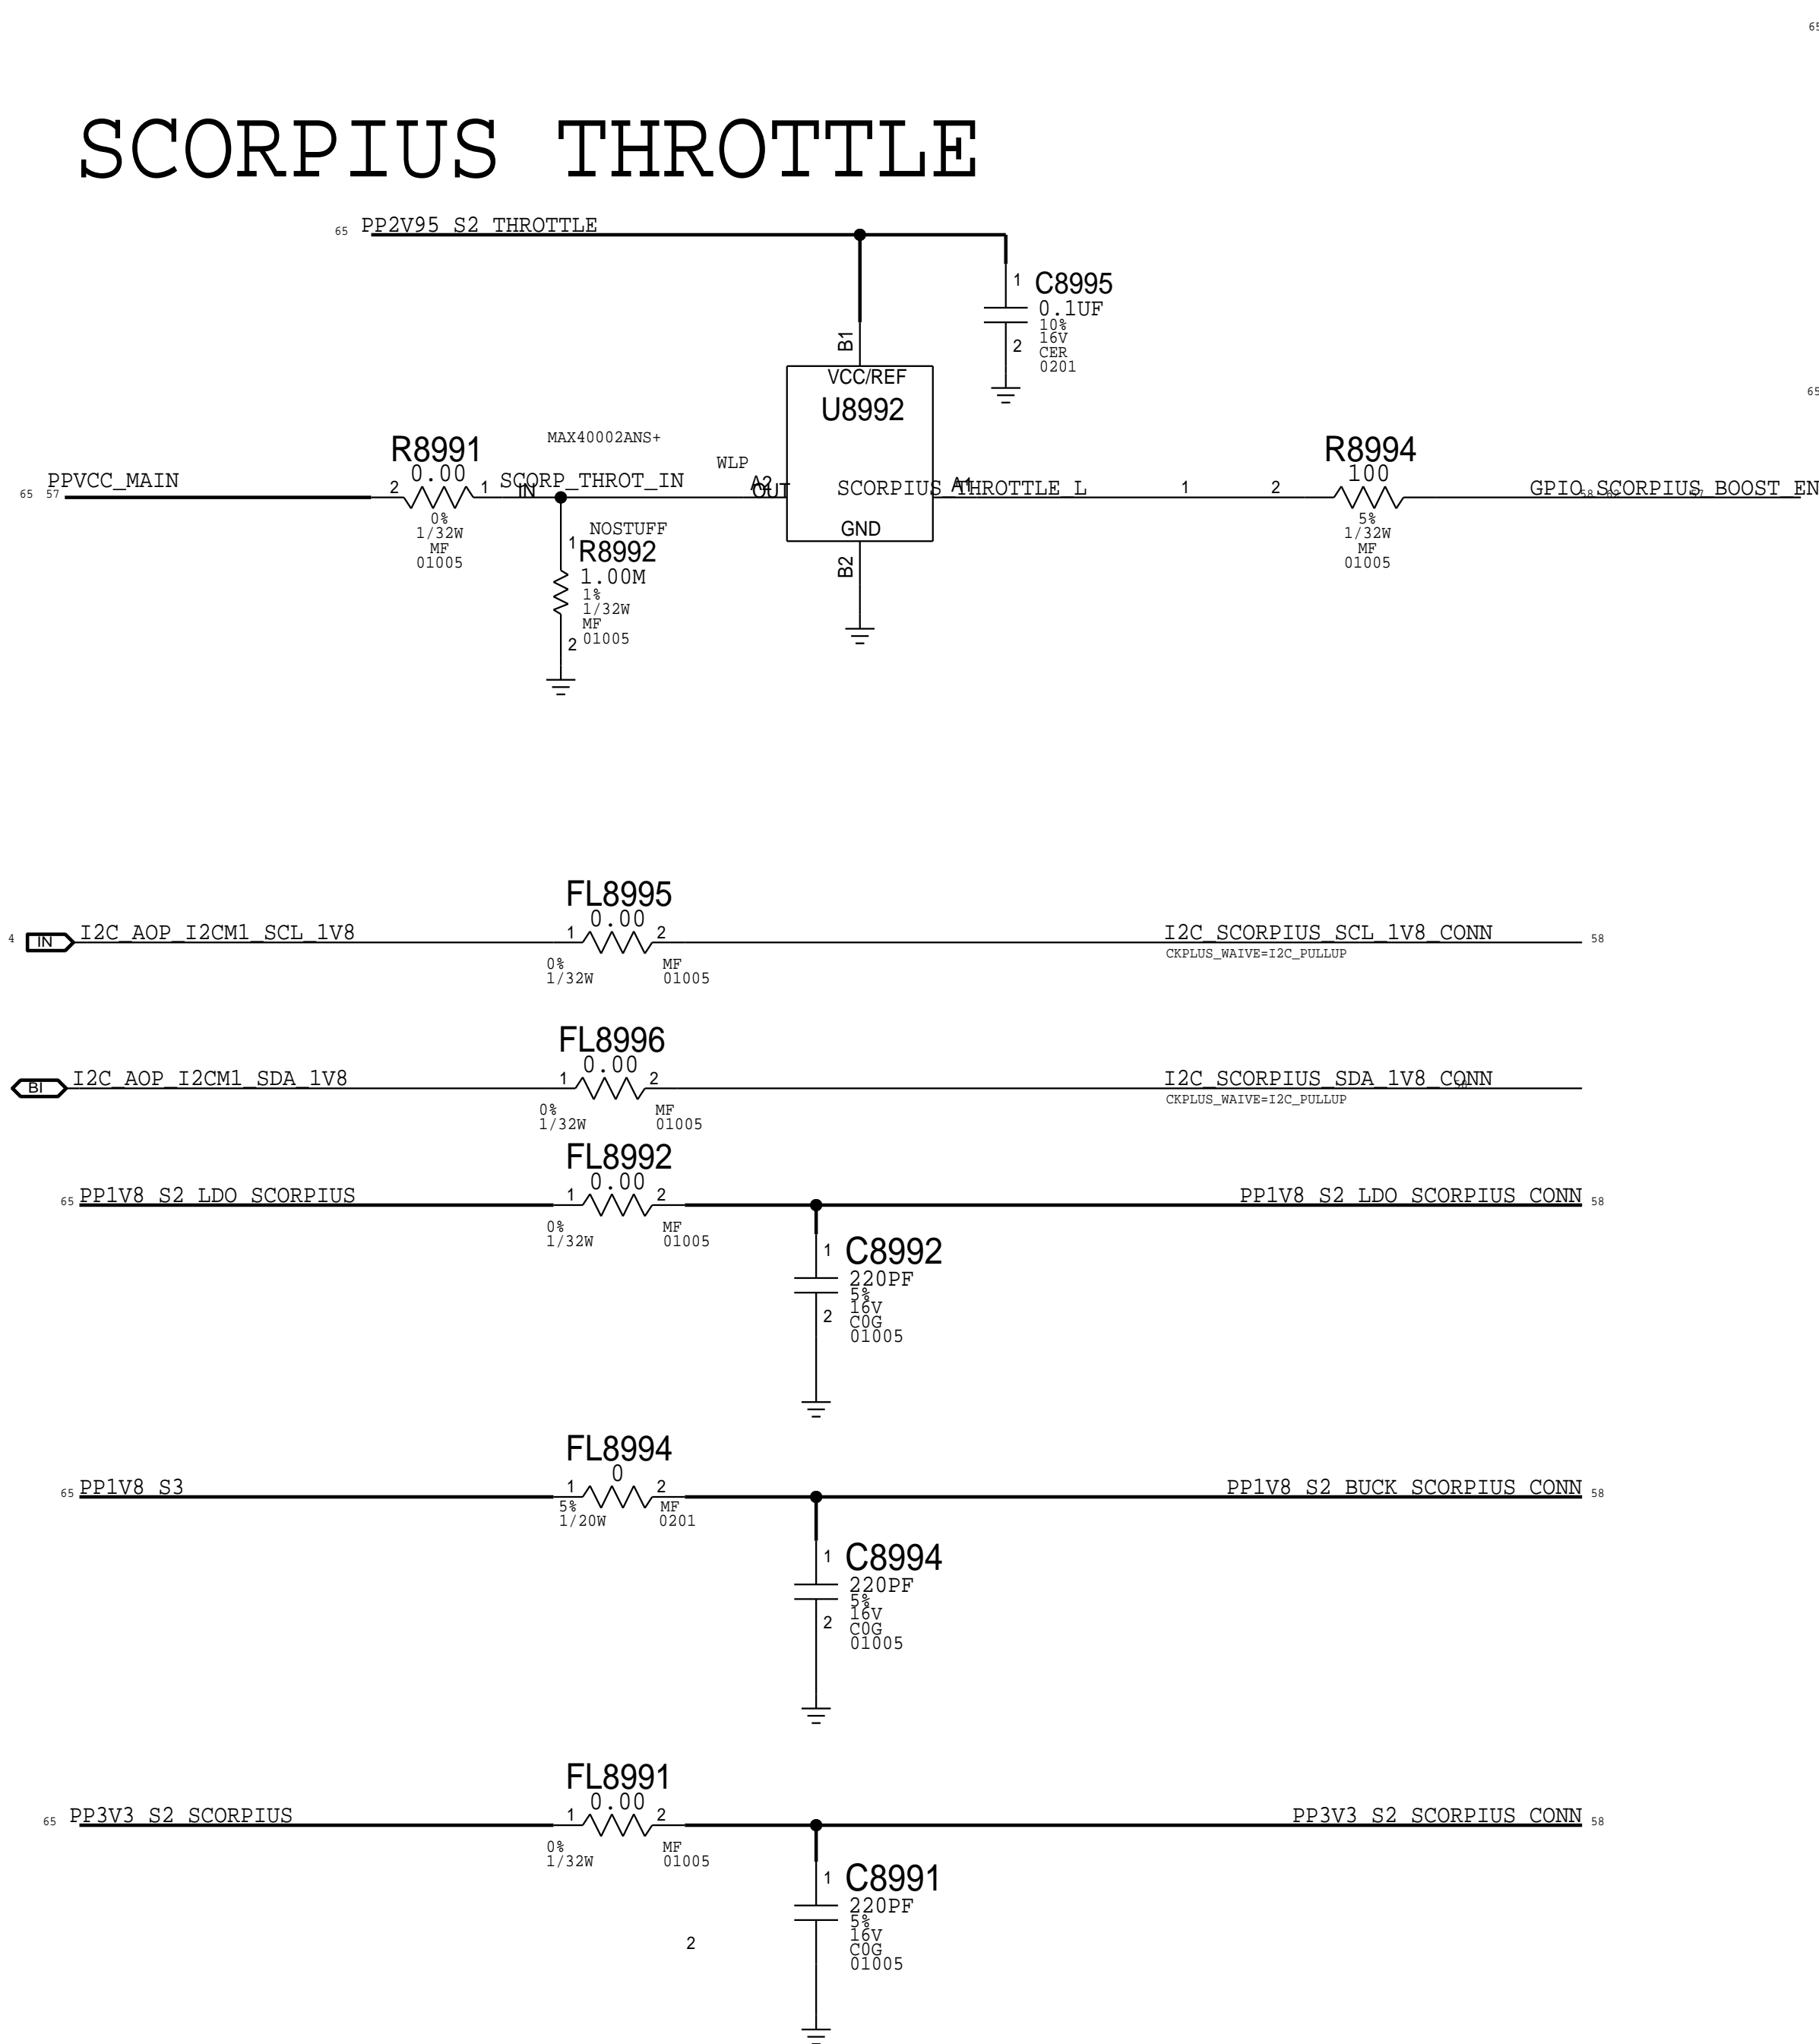 65
SCORPIUS THROTTLE
65 PP2V95_S2_THROTTLE
1 C8995
0.1UF
10%
16V
CER
0201
2
B1
VCC/REF
U8992
65
MAX40002ANS+
WLP
R8991
0.00
65 57 PPVCC_MAIN
2 1
SCORP_THROT_IN
IN
A2
OUT
SCORPIUS_THROTTLE_L
A1
1 2
R8994
100
GPIO_SCORPIUS_BOOST_EN
0%
1/32W
MF
01005
5%
1/32W
MF
01005
GND
B2
NOSTUFF
1 R8992
1.00M
1%
1/32W
MF
01005
2
FL8995
0.00
4 IN I2C_AOP_I2CM1_SCL_1V8
1 2
I2C_SCORPIUS_SCL_1V8_CONN 58
CKPLUS_WAIVE=I2C_PULLUP
0% MF
1/32W 01005
FL8996
0.00
BI I2C_AOP_I2CM1_SDA_1V8
1 2
I2C_SCORPIUS_SDA_1V8_CONN
CKPLUS_WAIVE=I2C_PULLUP
0% MF
1/32W 01005
FL8992
0.00
65 PP1V8_S2_LDO_SCORPIUS
1 2
PP1V8_S2_LDO_SCORPIUS_CONN 58
0% MF
1/32W 01005
1 C8992
220PF
5%
16V
C0G
01005
2
FL8994
0
65 PP1V8_S3
1 2
PP1V8_S2_BUCK_SCORPIUS_CONN 58
5% MF
1/20W 0201
1 C8994
220PF
5%
16V
C0G
01005
2
FL8991
0.00
65 PP3V3_S2_SCORPIUS
1 2
PP3V3_S2_SCORPIUS_CONN 58
0% MF
1/32W 01005
1 C8991
220PF
5%
16V
C0G
01005
2